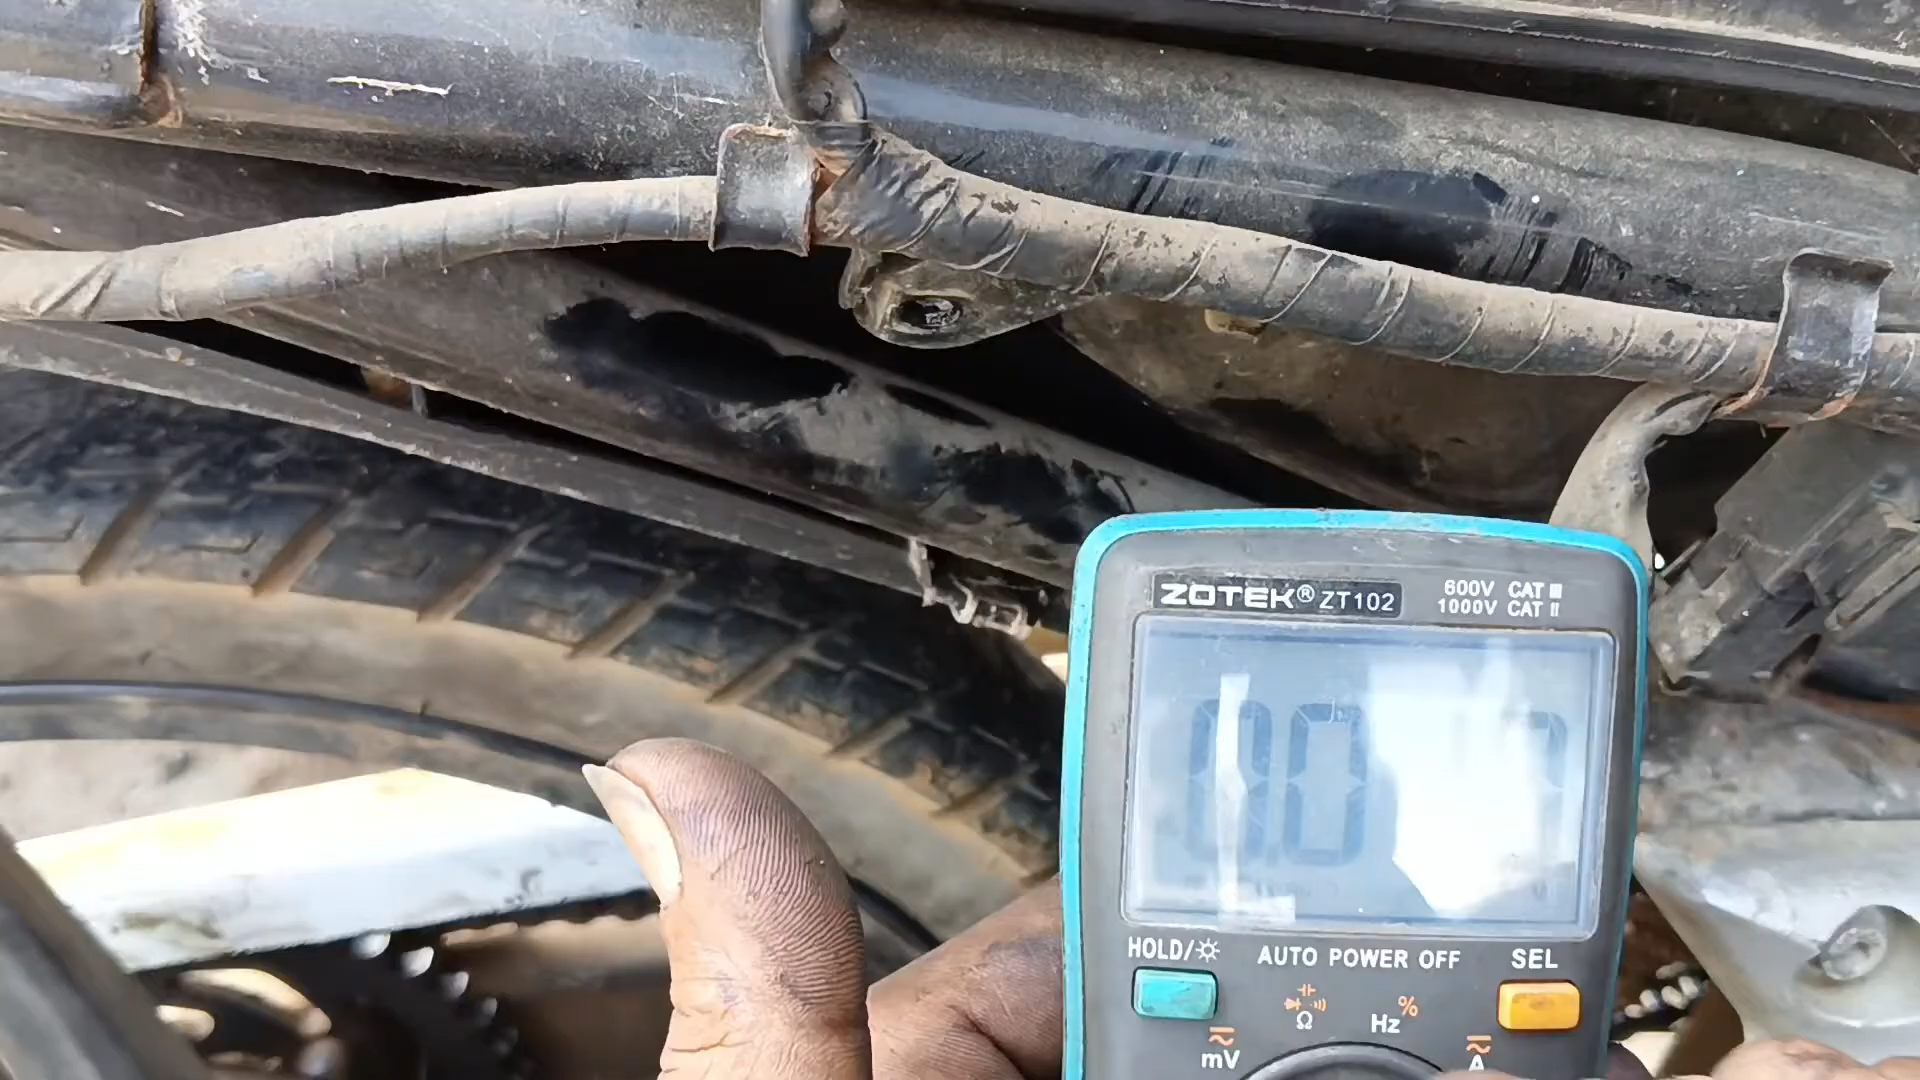 ZOTEK® ZT102
600V CAT III
1000V CAT II
HOLD/☼ AUTO POWER OFF SEL
Ω Hz %
mV A